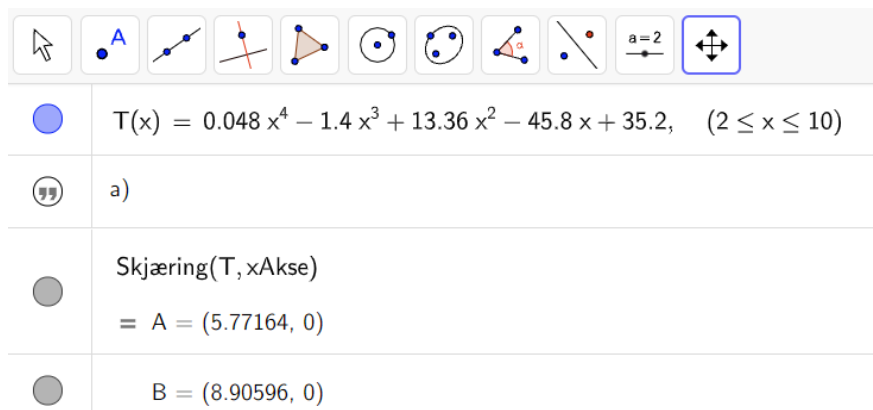 A a=2
α
T(x) = 0.048 x⁴ − 1.4 x³ + 13.36 x² − 45.8 x + 35.2, (2 ≤ x ≤ 10)
a)
Skjæring(T, xAkse)
= A = (5.77164, 0)
B = (8.90596, 0)